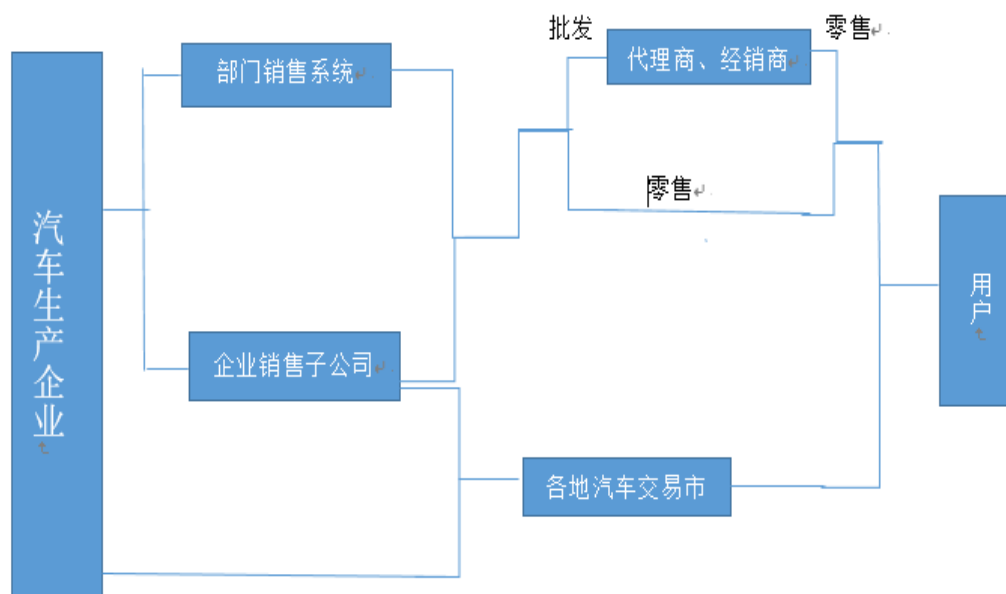 批发
零售
部门销售系统
代理商、经销商
零售
汽车生产企业
用户
企业销售子公司
各地汽车交易市